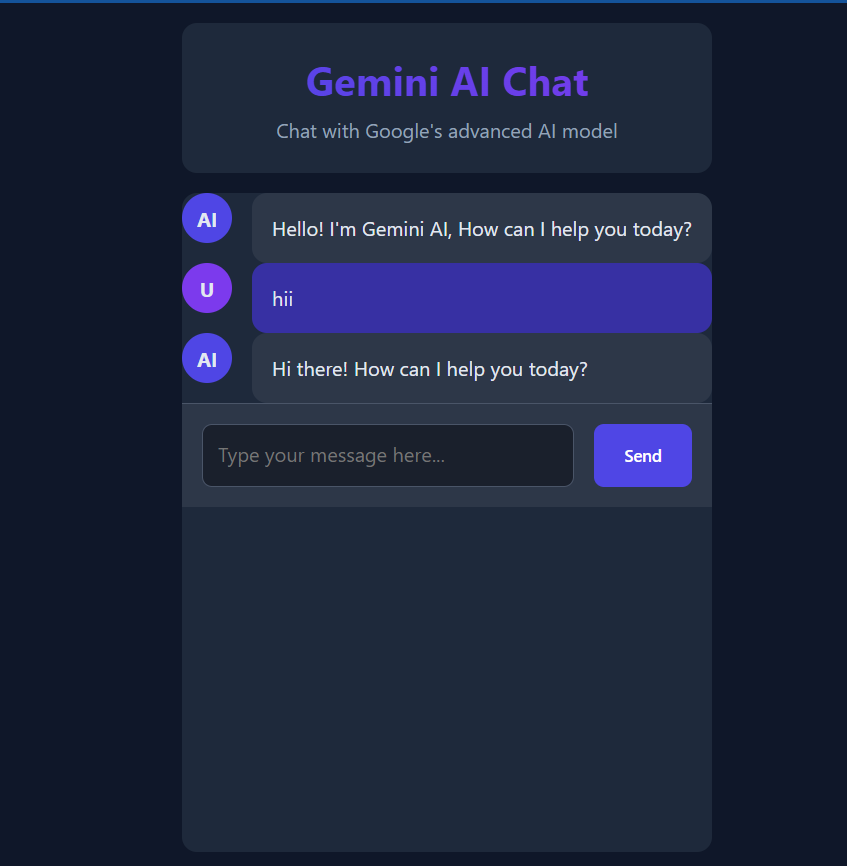 Gemini AI Chat
Chat with Google's advanced AI model
AI
Hello! I'm Gemini AI, How can I help you today?
U
hii
AI
Hi there! How can I help you today?
Type your message here...
Send